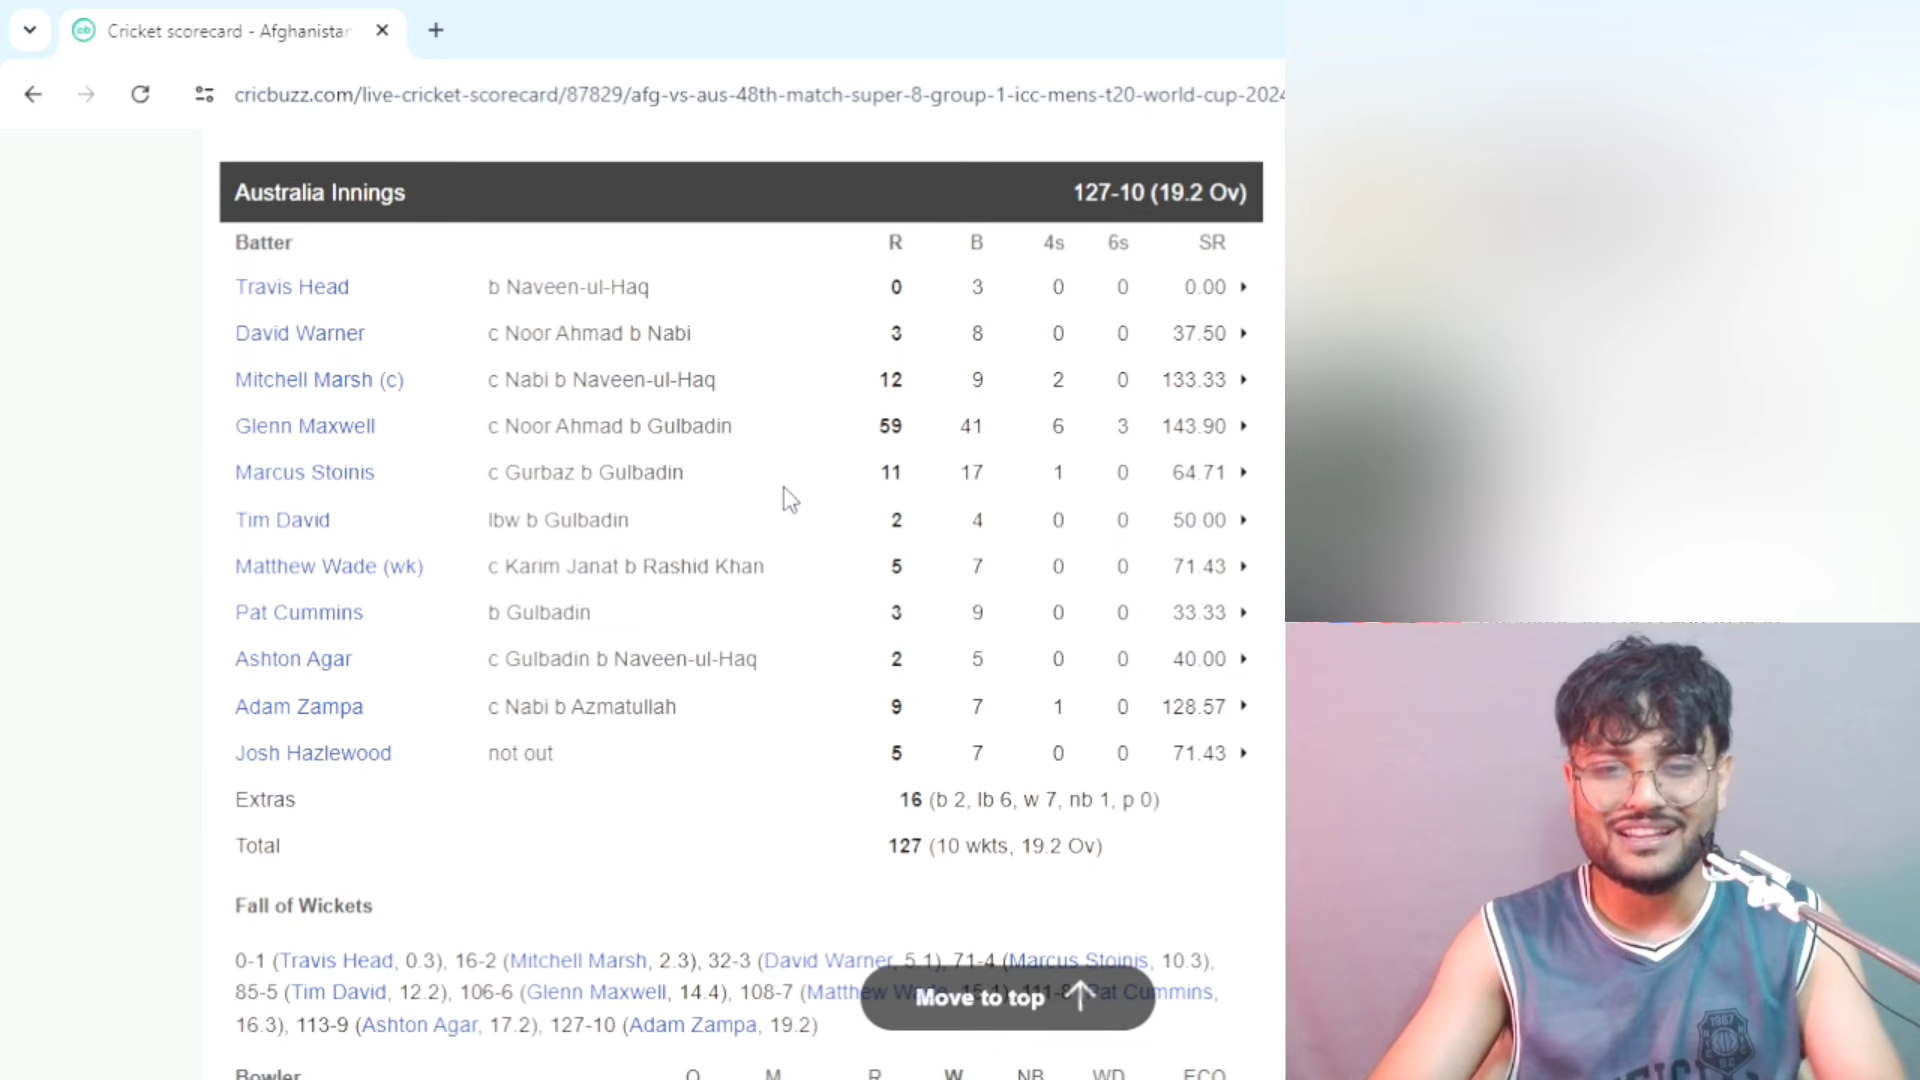 Cricket scorecard - Afghanistan
cricbuzz.com/live-cricket-scorecard/87829/afg-vs-aus-48th-match-super-8-group-1-icc-mens-t20-world-cup-2024
Australia Innings 127-10 (19.2 Ov)
Batter R B 4s 6s SR
Travis Head b Naveen-ul-Haq 0 3 0 0 0.00
David Warner c Noor Ahmad b Nabi 3 8 0 0 37.50
Mitchell Marsh (c) c Nabi b Naveen-ul-Haq 12 9 2 0 133.33
Glenn Maxwell c Noor Ahmad b Gulbadin 59 41 6 3 143.90
Marcus Stoinis c Gurbaz b Gulbadin 11 17 1 0 64.71
Tim David lbw b Gulbadin 2 4 0 0 50.00
Matthew Wade (wk) c Karim Janat b Rashid Khan 5 7 0 0 71.43
Pat Cummins b Gulbadin 3 9 0 0 33.33
Ashton Agar c Gulbadin b Naveen-ul-Haq 2 5 0 0 40.00
Adam Zampa c Nabi b Azmatullah 9 7 1 0 128.57
Josh Hazlewood not out 5 7 0 0 71.43
Extras 16 (b 2, lb 6, w 7, nb 1, p 0)
Total 127 (10 wkts, 19.2 Ov)
Fall of Wickets
0-1 (Travis Head, 0.3), 16-2 (Mitchell Marsh, 2.3), 32-3 (David Warner, 5.1), 71-4 (Marcus Stoinis, 10.3),
85-5 (Tim David, 12.2), 106-6 (Glenn Maxwell, 14.4), 108-7 (Matthew Wade, 15.1), 111-8 (Pat Cummins,
Move to top
16.3), 113-9 (Ashton Agar, 17.2), 127-10 (Adam Zampa, 19.2)
Bowler O M R W NB WD ECO
1987